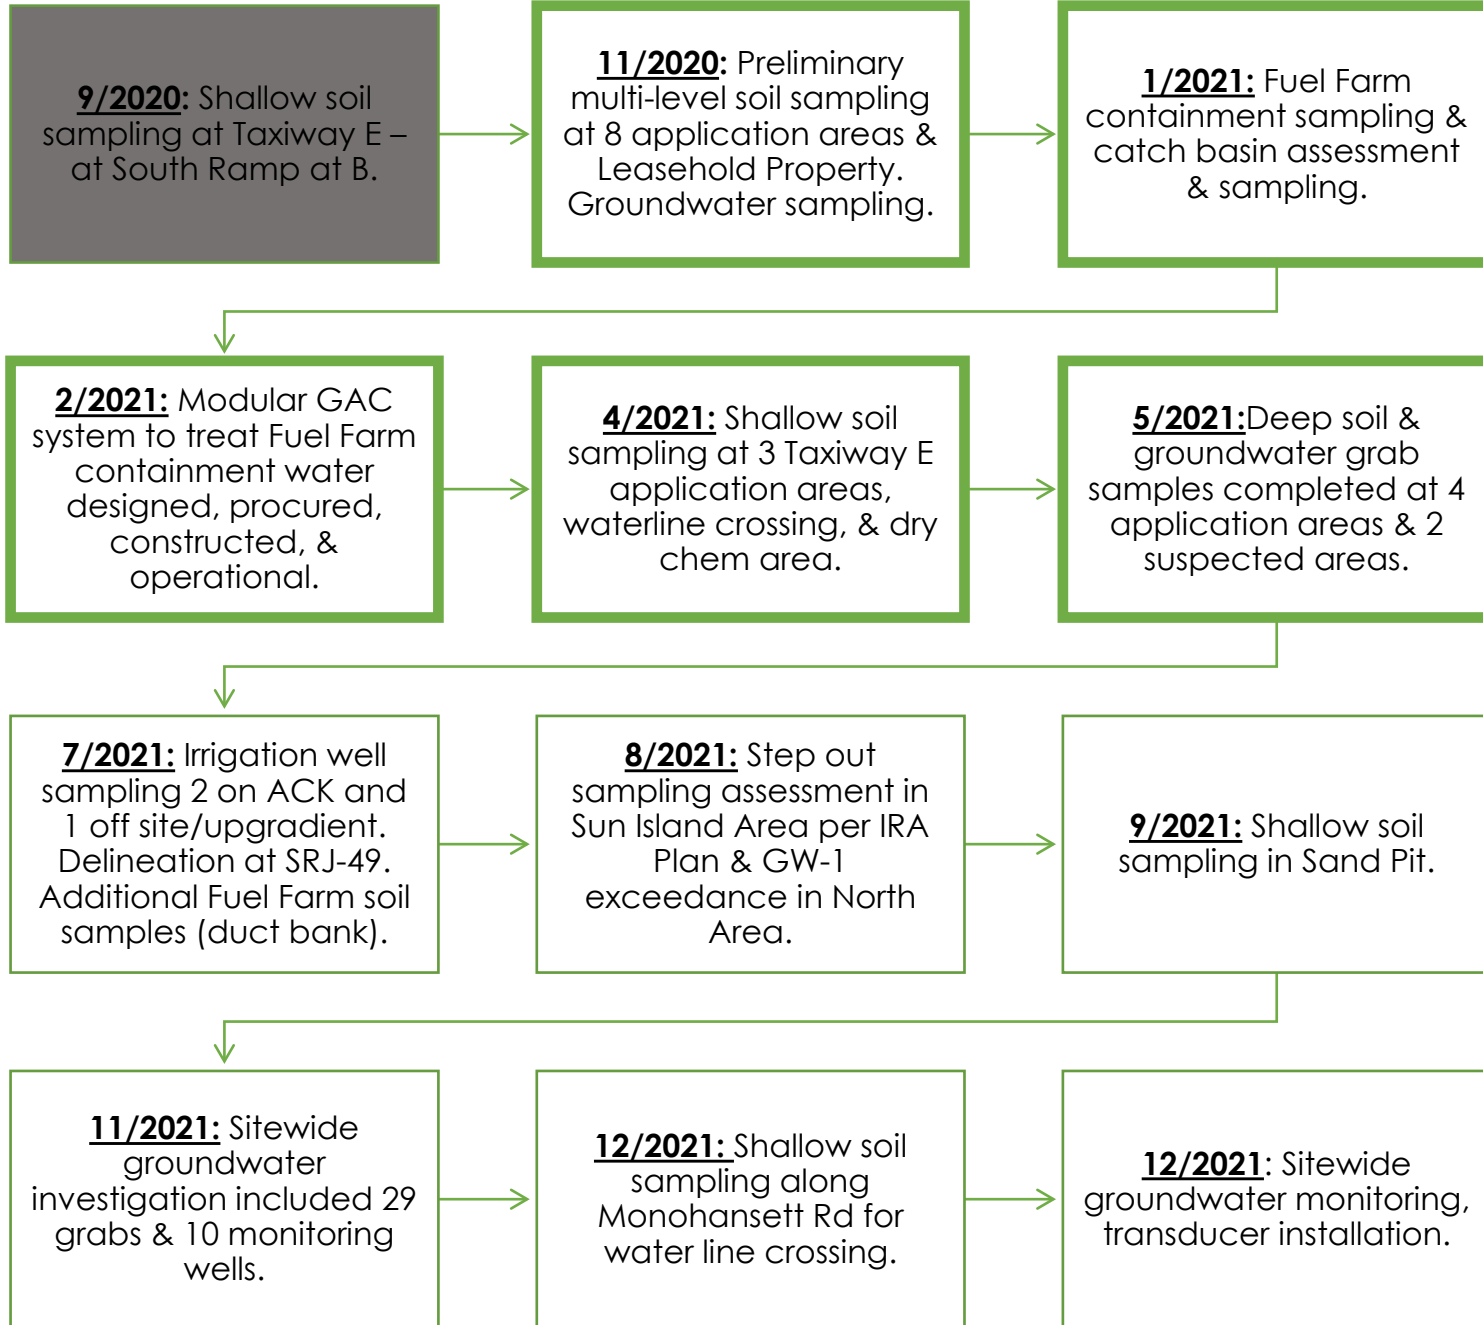 9/2020: Shallow soil
sampling at Taxiway E –
at South Ramp at B.
11/2020: Preliminary
multi-level soil sampling
at 8 application areas &
Leasehold Property.
Groundwater sampling.
1/2021: Fuel Farm
containment sampling &
catch basin assessment
& sampling.
2/2021: Modular GAC
system to treat Fuel Farm
containment water
designed, procured,
constructed, &
operational.
4/2021: Shallow soil
sampling at 3 Taxiway E
application areas,
waterline crossing, & dry
chem area.
5/2021:Deep soil &
groundwater grab
samples completed at 4
application areas & 2
suspected areas.
7/2021: Irrigation well
sampling 2 on ACK and
1 off site/upgradient.
Delineation at SRJ-49.
Additional Fuel Farm soil
samples (duct bank).
8/2021: Step out
sampling assessment in
Sun Island Area per IRA
Plan & GW-1
exceedance in North
Area.
9/2021: Shallow soil
sampling in Sand Pit.
11/2021: Sitewide
groundwater
investigation included 29
grabs & 10 monitoring
wells.
12/2021: Shallow soil
sampling along
Monohansett Rd for
water line crossing.
12/2021: Sitewide
groundwater monitoring,
transducer installation.